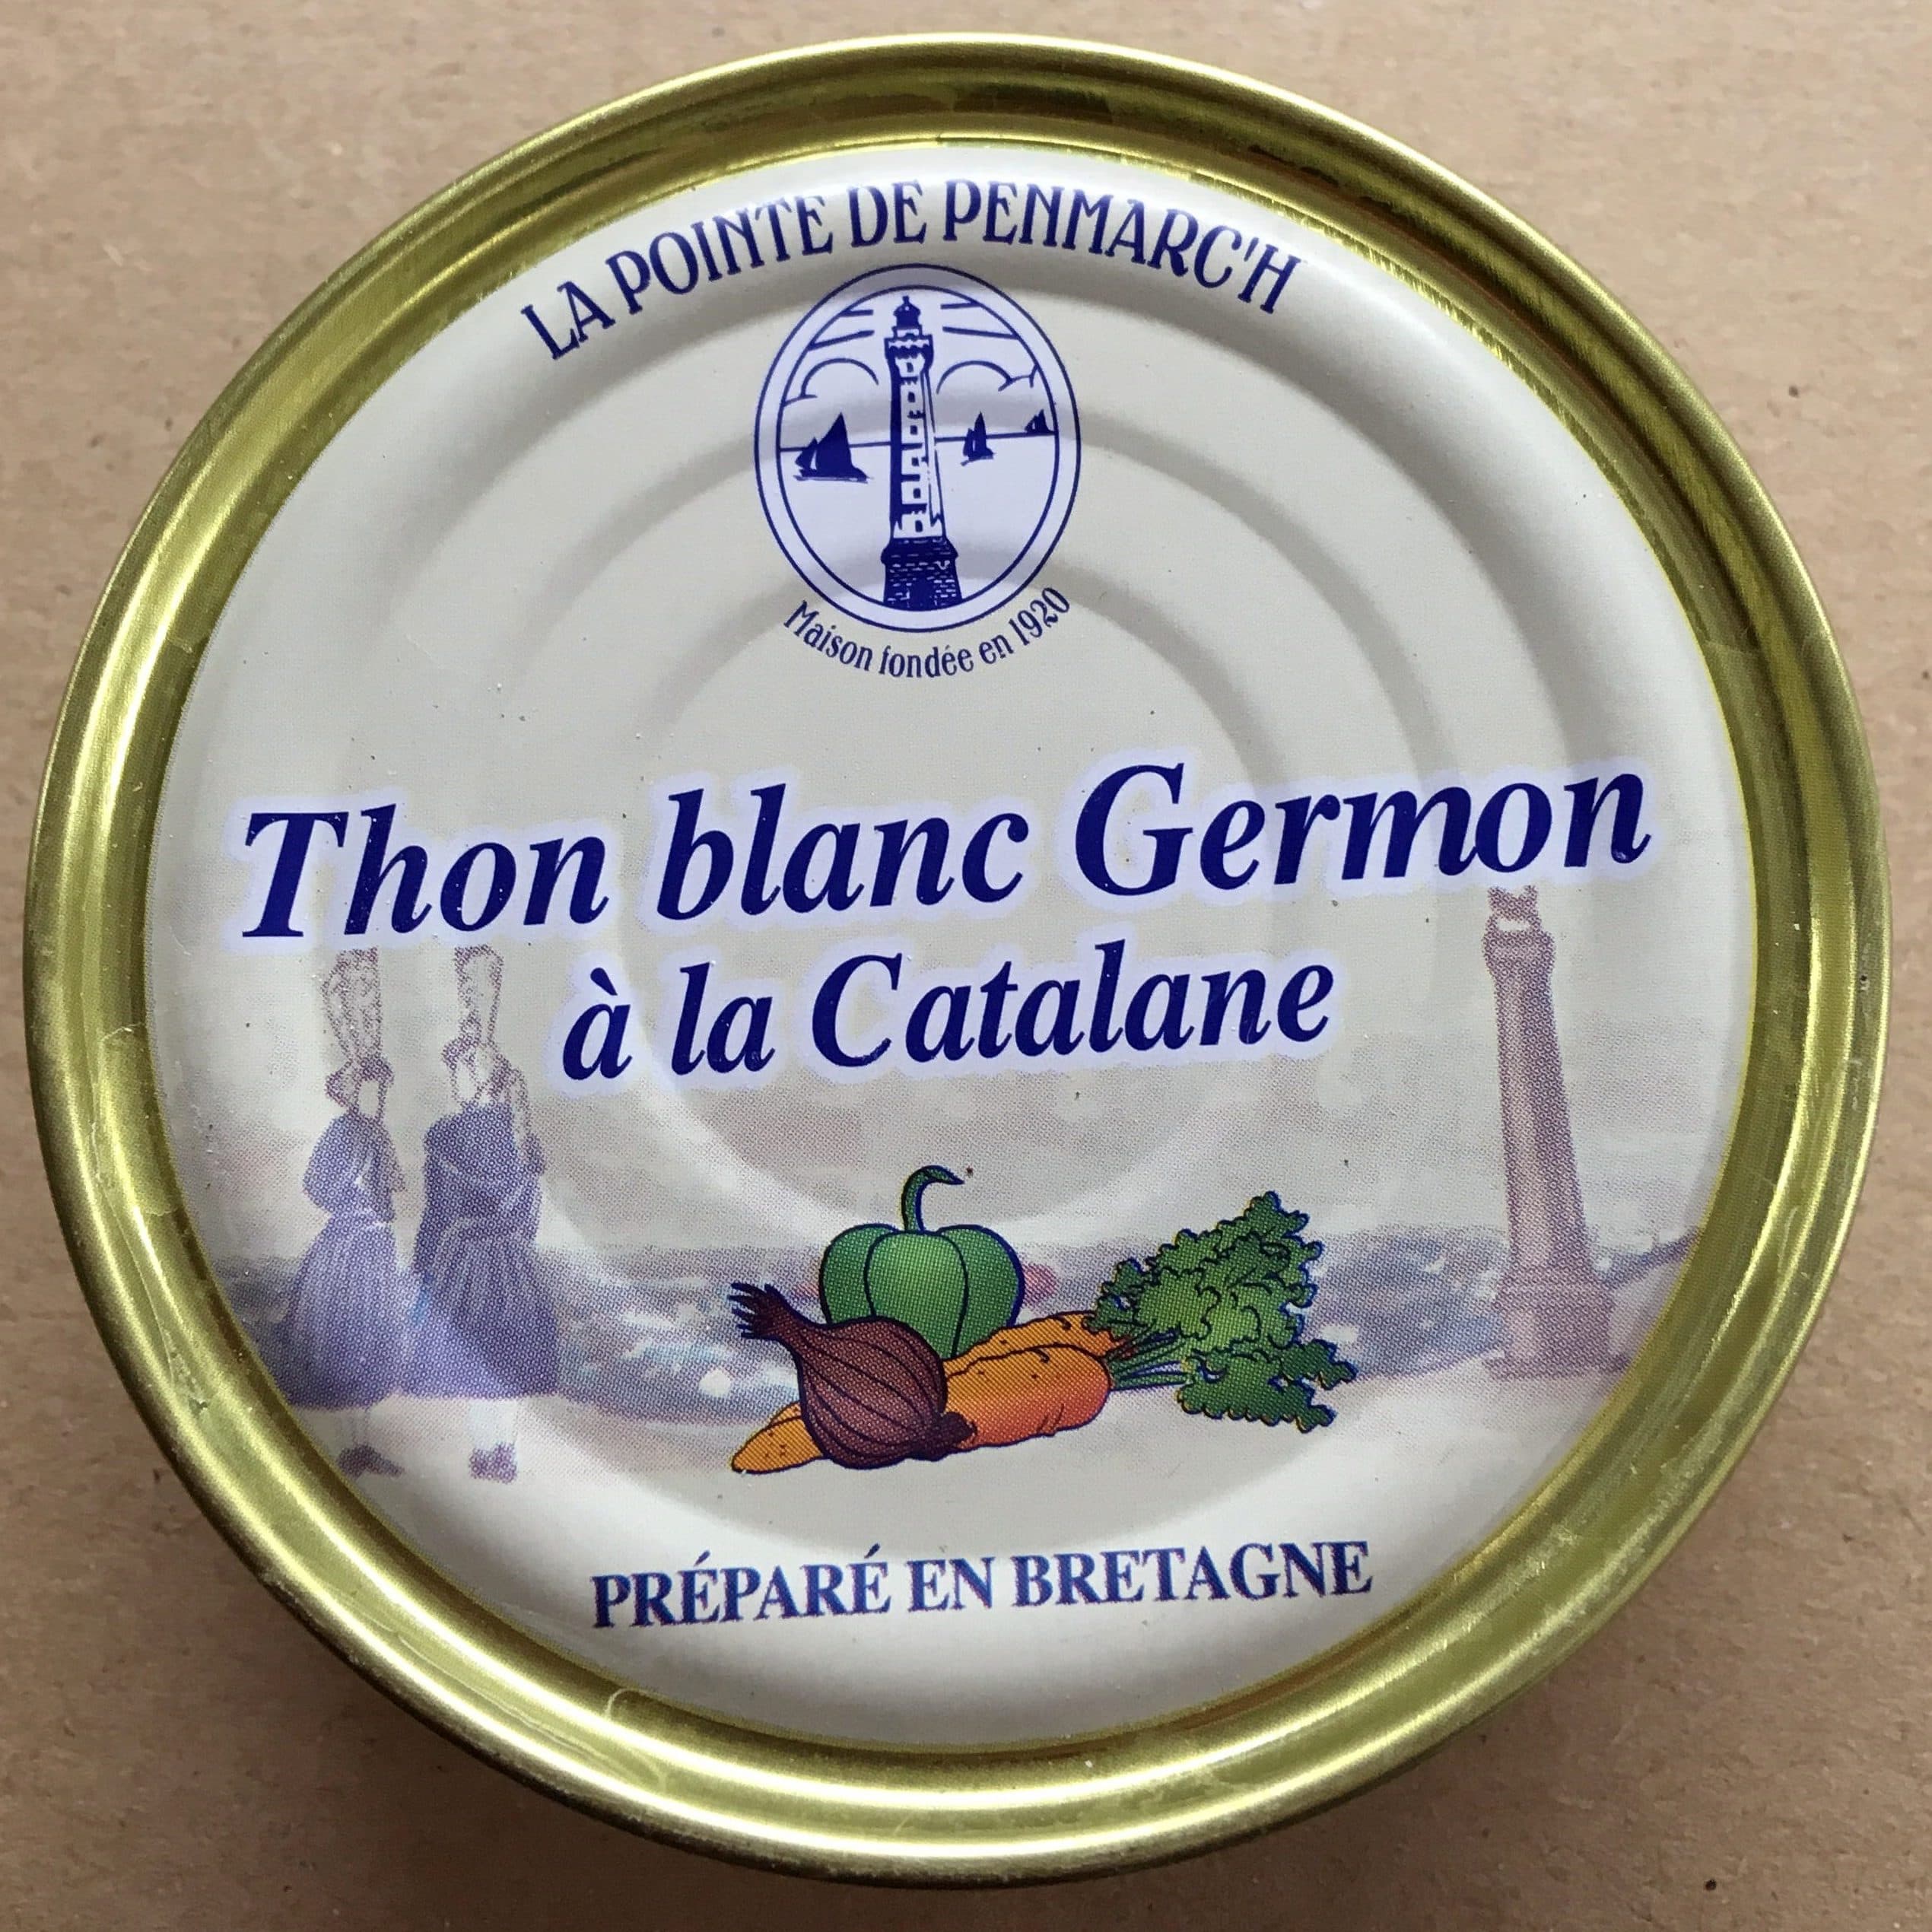 LA POINTE DE PENMARC'H
Maison fondée en 1920
Thon blanc Germon
à la Catalane
PRÉPARÉ EN BRETAGNE